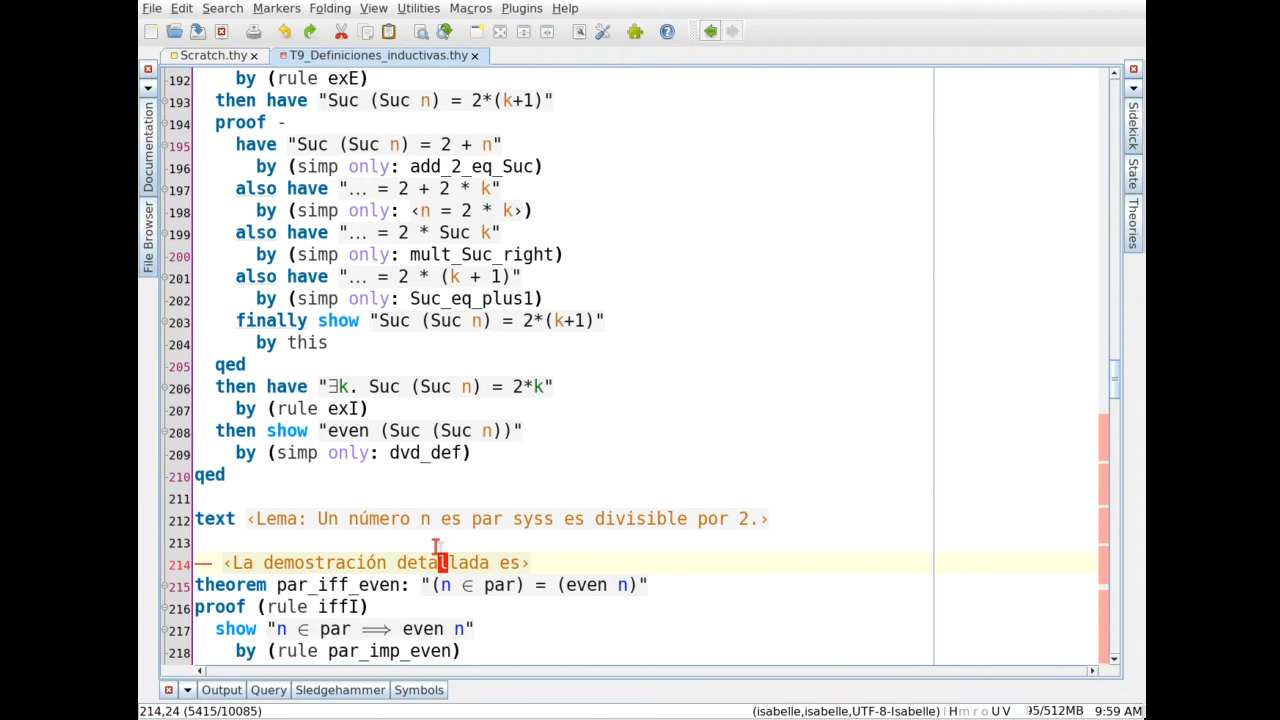 File Edit Search Markers Folding View Utilities Macros Plugins Help
Scratch.thy T9_Definiciones_inductivas.thy
Documentation
File Browser
Sidekick
State
Theories
192 by (rule exE)
193 then have "Suc (Suc n) = 2*(k+1)"
194 proof -
195 have "Suc (Suc n) = 2 + n"
196 by (simp only: add_2_eq_Suc)
197 also have "... = 2 + 2 * k"
198 by (simp only: ‹n = 2 * k›)
199 also have "... = 2 * Suc k"
200 by (simp only: mult_Suc_right)
201 also have "... = 2 * (k + 1)"
202 by (simp only: Suc_eq_plus1)
203 finally show "Suc (Suc n) = 2*(k+1)"
204 by this
205 qed
206 then have "∃k. Suc (Suc n) = 2*k"
207 by (rule exI)
208 then show "even (Suc (Suc n))"
209 by (simp only: dvd_def)
210 qed
211
212 text ‹Lema: Un número n es par syss es divisible por 2.›
213
214 — ‹La demostración detallada es›
215 theorem par_iff_even: "(n ∈ par) = (even n)"
216 proof (rule iffI)
217 show "n ∈ par ⟹ even n"
218 by (rule par_imp_even)
Output Query Sledgehammer Symbols
214,24 (5415/10085) (isabelle,isabelle,UTF-8-Isabelle) | H m r o U V 95/512MB 9:59 AM